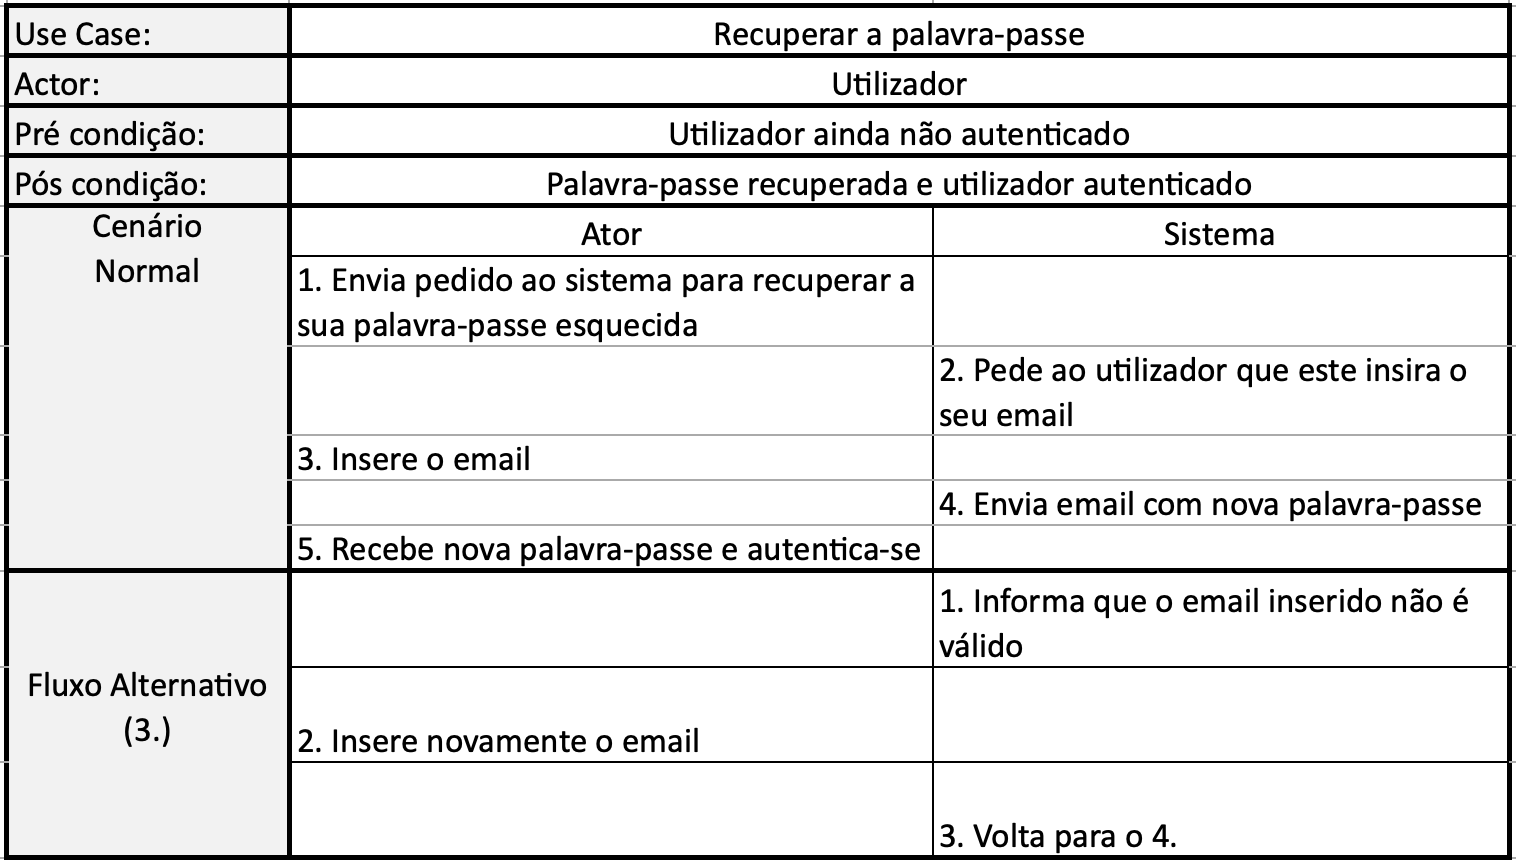 Use Case:
Recuperar a palavra-passe
Actor:
Utilizador
Pré condição:
Utilizador ainda não autenticado
Pós condição:
Palavra-passe recuperada e utilizador autenticado
Cenário
Normal
Ator
Sistema
1. Envia pedido ao sistema para recuperar a
sua palavra-passe esquecida
2. Pede ao utilizador que este insira o
seu email
3. Insere o email
4. Envia email com nova palavra-passe
5. Recebe nova palavra-passe e autentica-se
Fluxo Alternativo
(3.)
1. Informa que o email inserido não é
válido
2. Insere novamente o email
3. Volta para o 4.